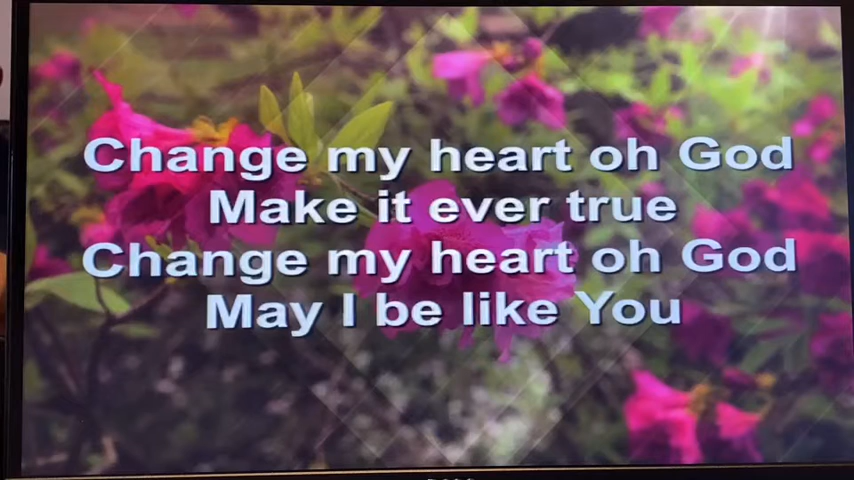 Change my heart oh God
Make it ever true
Change my heart oh God
May I be like You